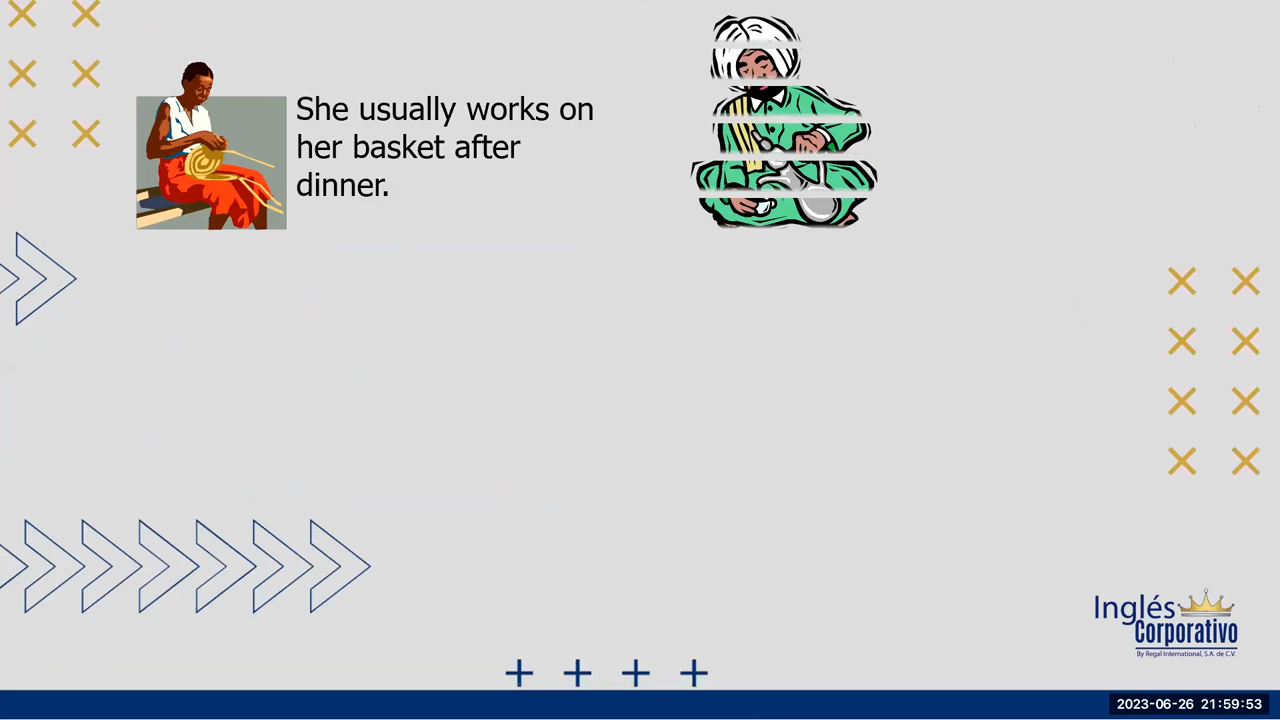 She usually works on
her basket after
dinner.
Inglés
Corporativo
By Regal International, S.A. de C.V.
2023-06-26 21:59:53